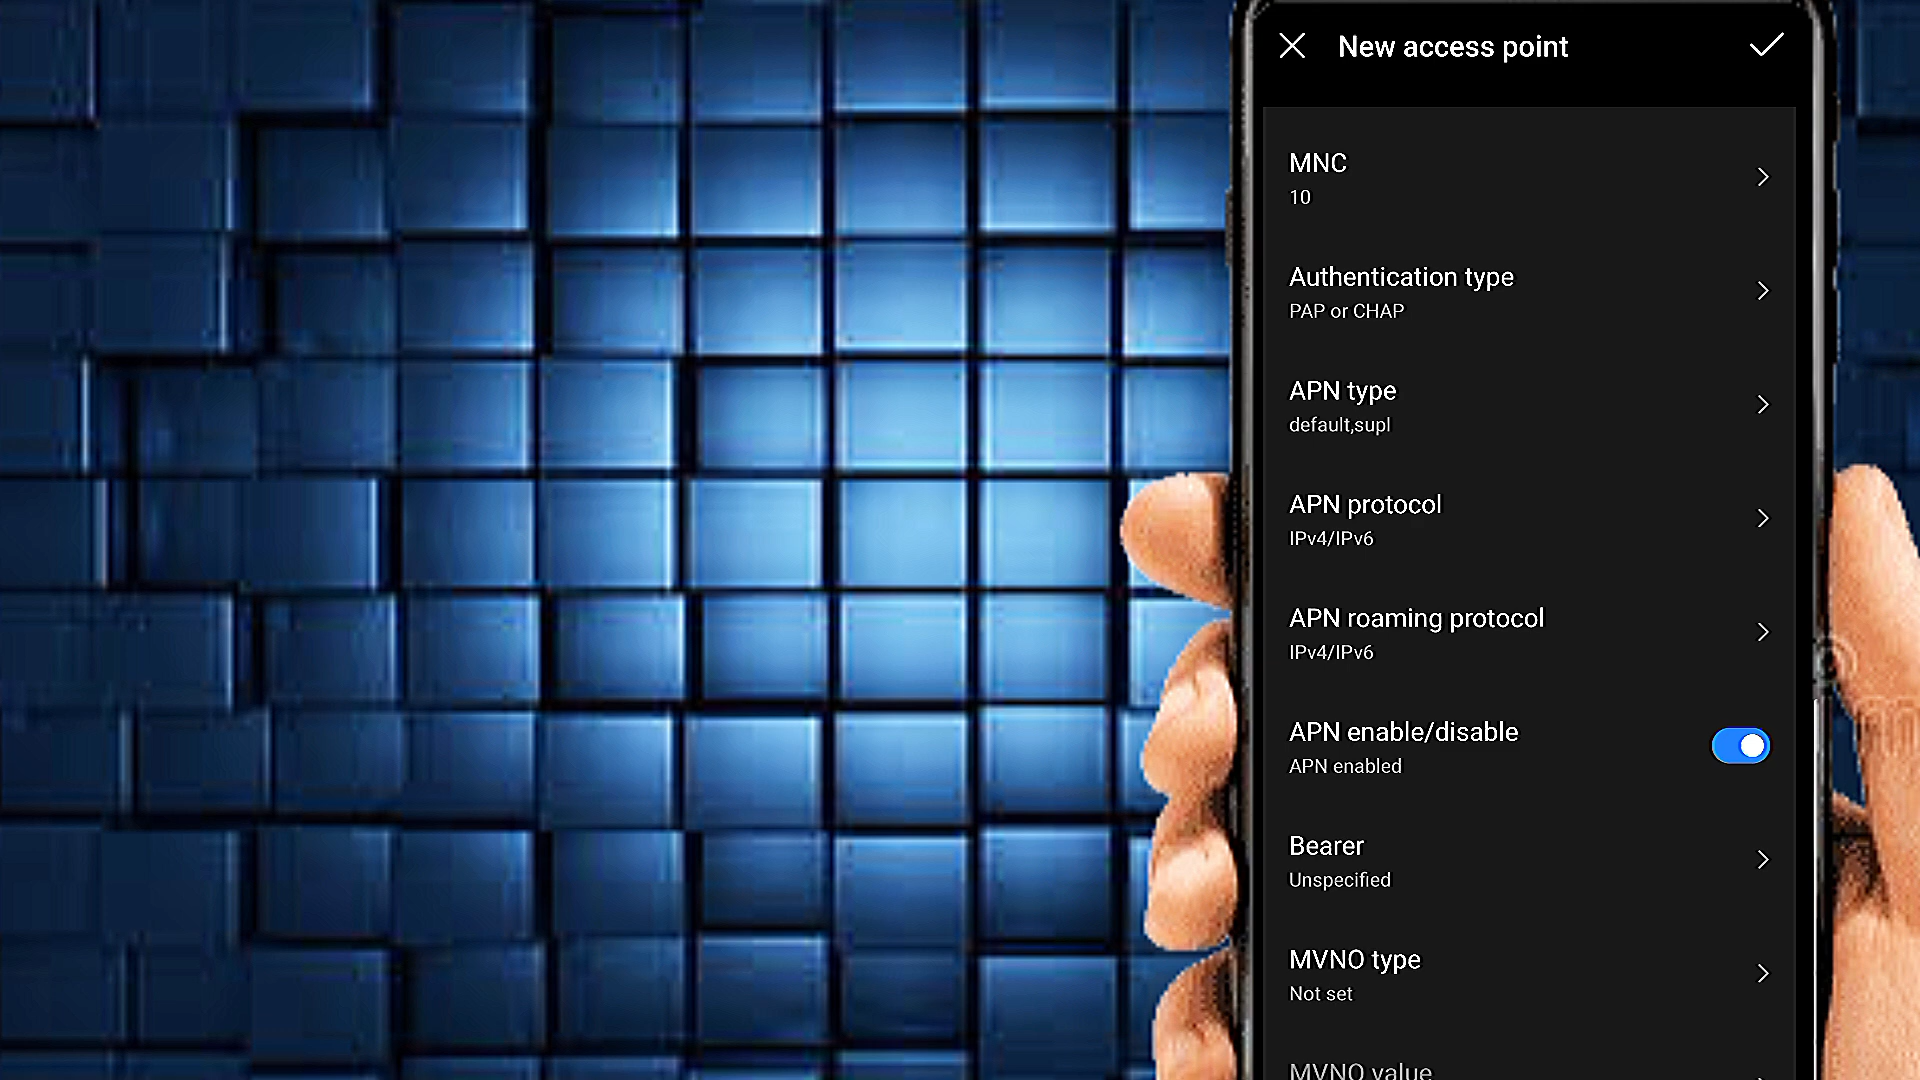 New access point
MNC
10
Authentication type
PAP or CHAP
APN type
default,supl
APN protocol
IPv4/IPv6
APN roaming protocol
IPv4/IPv6
APN enable/disable
APN enabled
Bearer
Unspecified
MVNO type
Not set
MVNO value